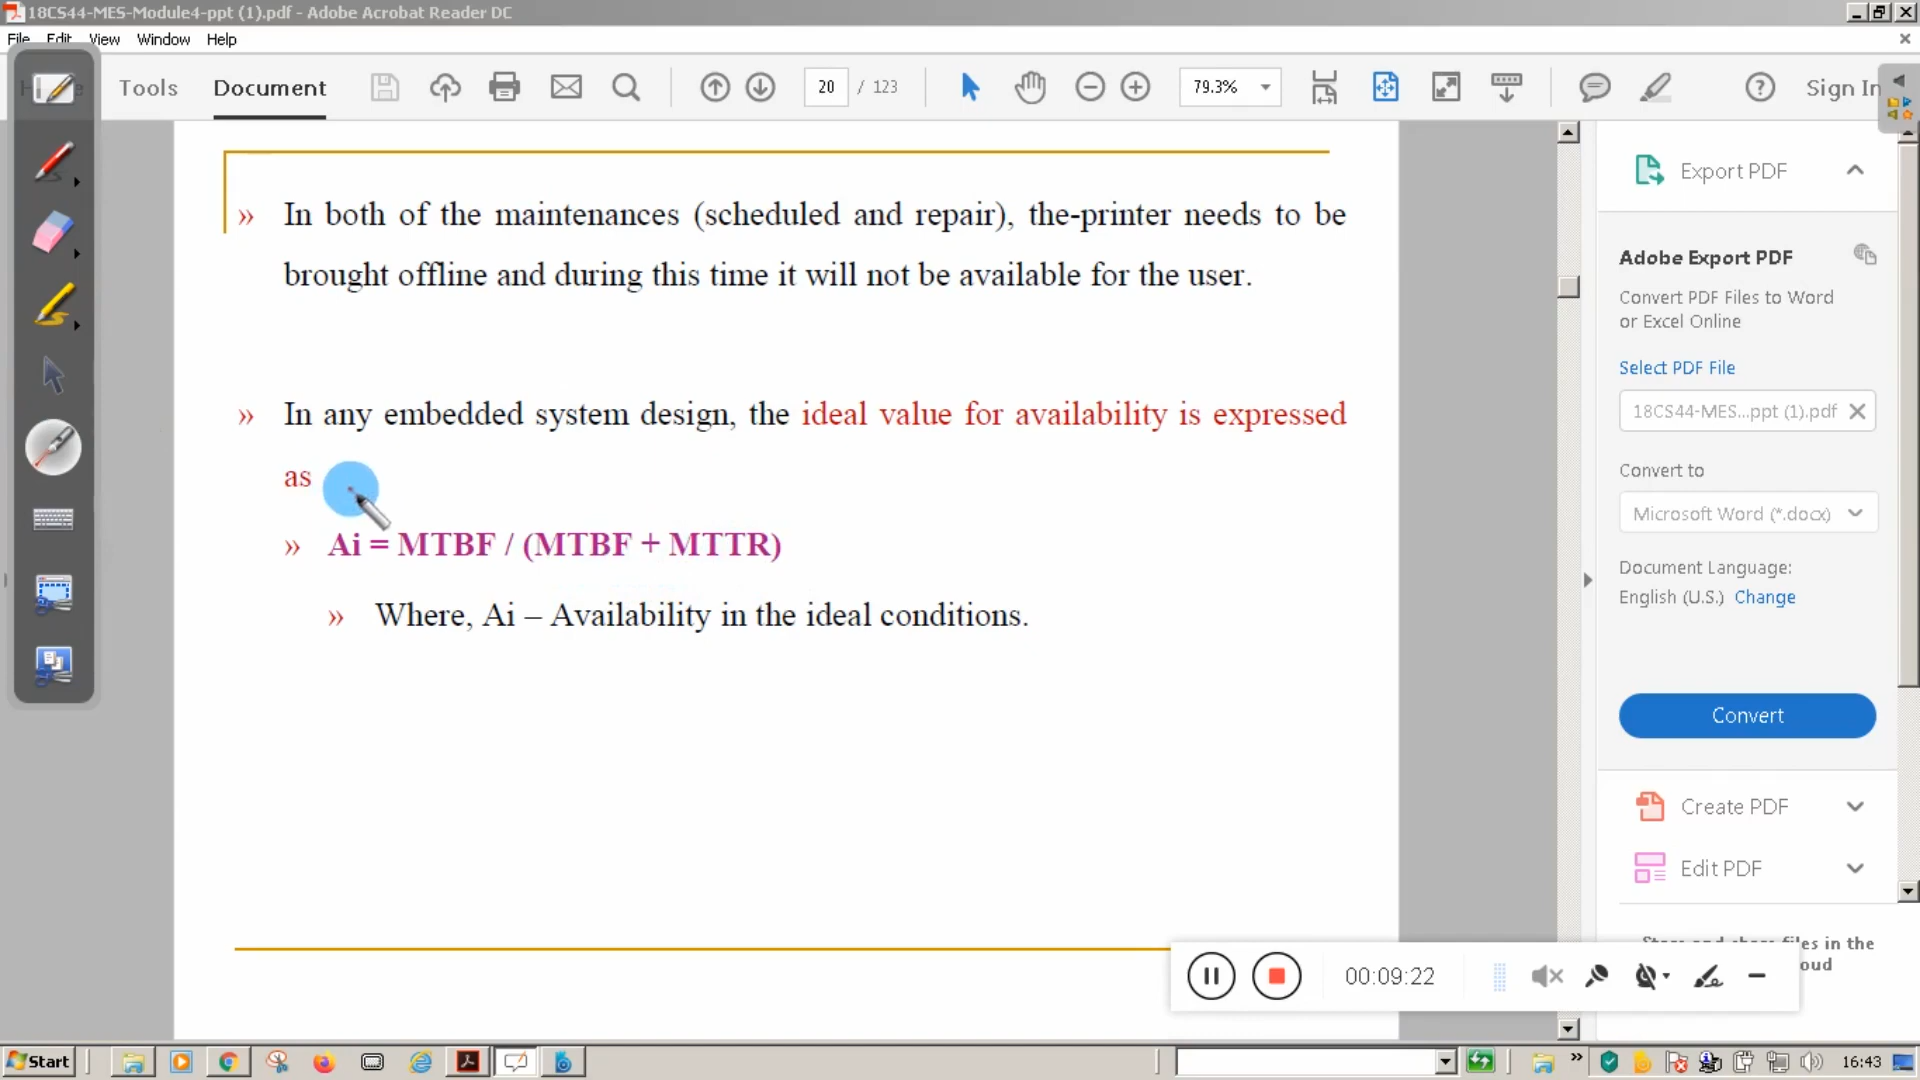 18CS44-MES-Module4-ppt (1).pdf - Adobe Acrobat Reader DC
File Edit View Window Help
Tools Document 20 / 123 79.3% Sign In
» In both of the maintenances (scheduled and repair), the-printer needs to be
brought offline and during this time it will not be available for the user.
» In any embedded system design, the ideal value for availability is expressed
as
» Ai = MTBF / (MTBF + MTTR)
» Where, Ai – Availability in the ideal conditions.
Export PDF
Adobe Export PDF
Convert PDF Files to Word
or Excel Online
Select PDF File
18CS44-MES...ppt (1).pdf
Convert to
Microsoft Word (*.docx)
Document Language:
English (U.S.) Change
Convert
Create PDF
Edit PDF
files in the
00:09:22
Start
16:43